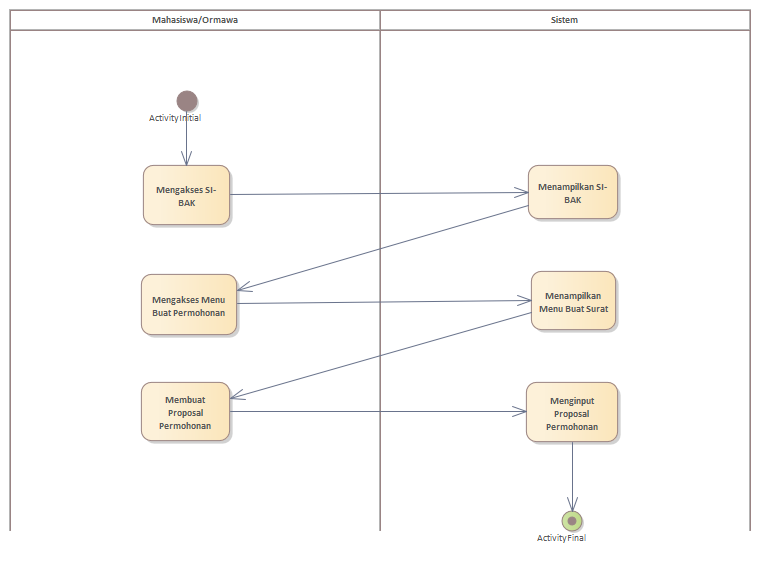 Mahasiswa/Ormawa
Sistem
ActivityInitial
Mengakses SI-
BAK
Menampilkan SI-
BAK
Mengakses Menu
Buat Permohonan
Menampilkan
Menu Buat Surat
Membuat
Proposal
Permohonan
Menginput
Proposal
Permohonan
ActivityFinal